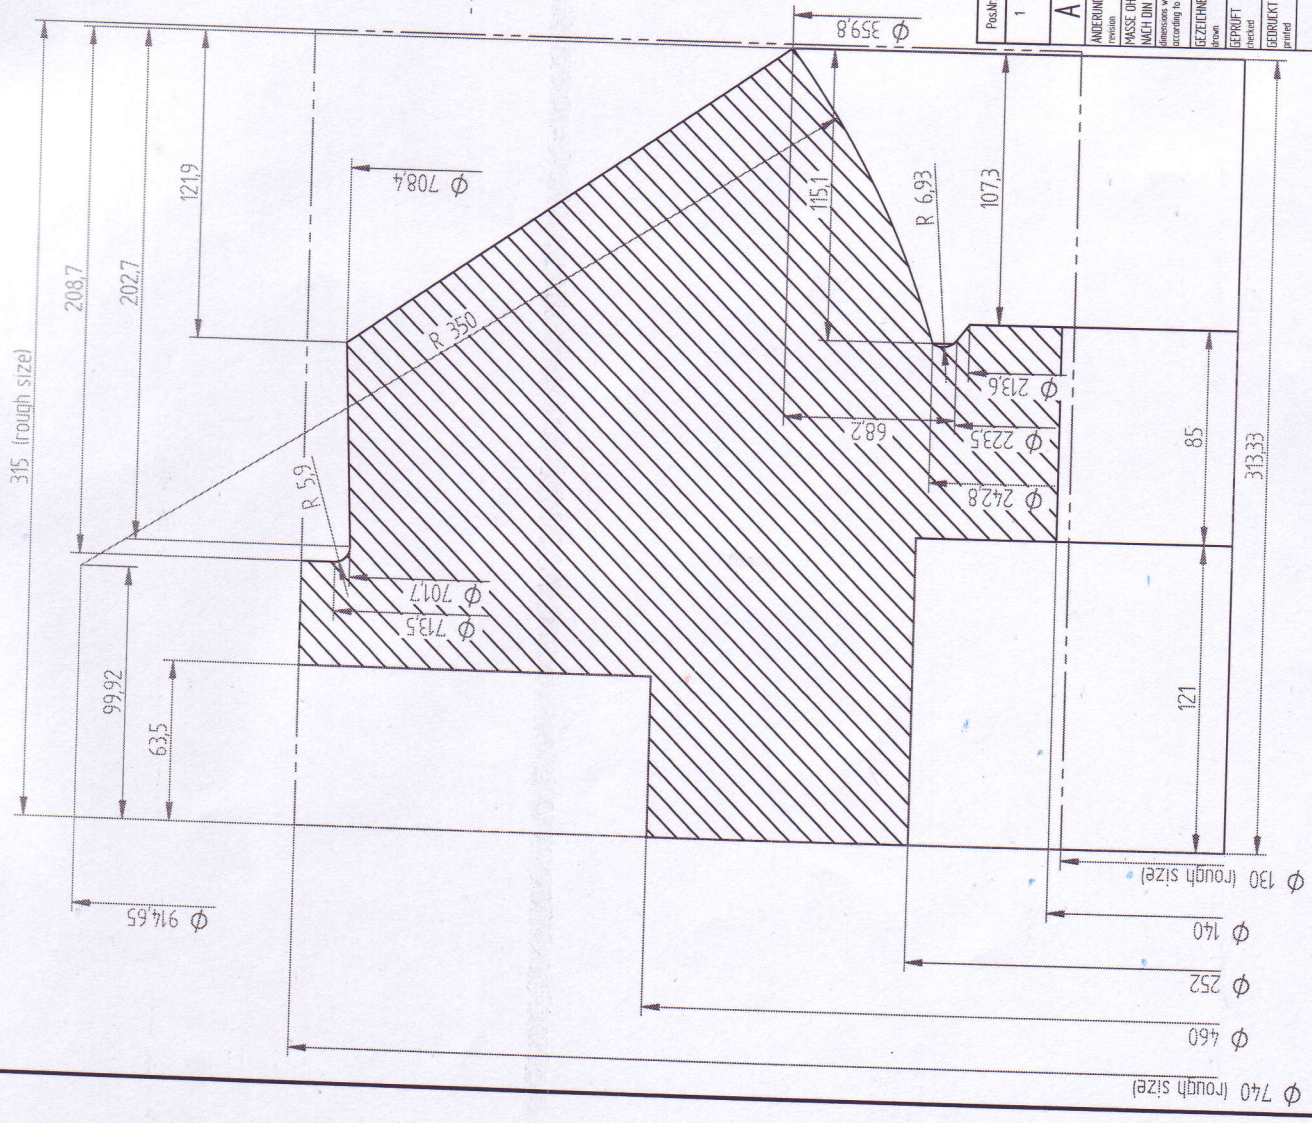 315 (rough size)
208,7
202,7
121,9
Φ 708,4
Φ 359,8
R 350
R 5,9
115,1
R 6,93
107,3
Φ 213,6
68,2
Φ 223,5
Φ 242,8
85
313,33
Φ 701,7
Φ 713,5
99,92
63,5
121
Φ 914,65
Φ 130 (rough size)
Φ 140
Φ 252
Φ 460
Φ 740 (rough size)
Pos.Nr
1
A
revision
MASSE OH
NACH DIN
dimensions w
according to
GEZEICHNE
drawn
GEPRÜFT
checked
GEDRUCKT
printed